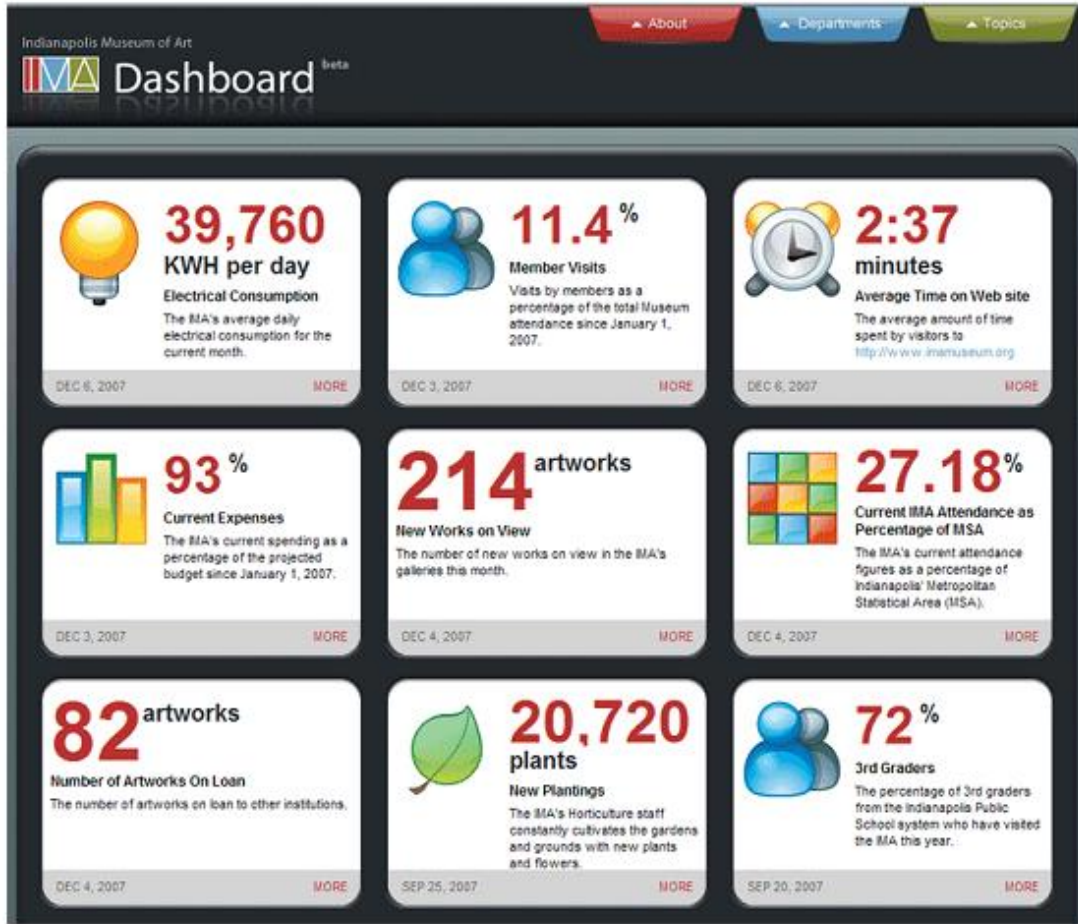 About
Departments
Topics
Indianapolis Museum of Art
IMA Dashboard beta
39,760
KWH per day
Electrical Consumption
The IMA's average daily
electrical consumption for the
current month.
DEC 6, 2007 MORE
11.4 %
Member Visits
Visits by members as a
percentage of the total Museum
attendance since January 1,
2007.
DEC 3, 2007 MORE
2:37
minutes
Average Time on Web site
The average amount of time
spent by visitors to
http://www.imamuseum.org
DEC 6, 2007 MORE
93 %
Current Expenses
The IMA's current spending as a
percentage of the projected
budget since January 1, 2007.
DEC 3, 2007 MORE
214 artworks
New Works on View
The number of new works on view in the IMA's
galleries this month.
DEC 4, 2007 MORE
27.18%
Current IMA Attendance as
Percentage of MSA
The IMA's current attendance
figures as a percentage of
Indianapolis' Metropolitan
Statistical Area (MSA).
DEC 4, 2007 MORE
82 artworks
Number of Artworks On Loan
The number of artworks on loan to other institutions.
DEC 4, 2007 MORE
20,720
plants
New Plantings
The IMA's Horticulture staff
constantly cultivates the gardens
and grounds with new plants
and flowers.
SEP 25, 2007 MORE
72 %
3rd Graders
The percentage of 3rd graders
from the Indianapolis Public
School system who have visited
the IMA this year.
SEP 20, 2007 MORE